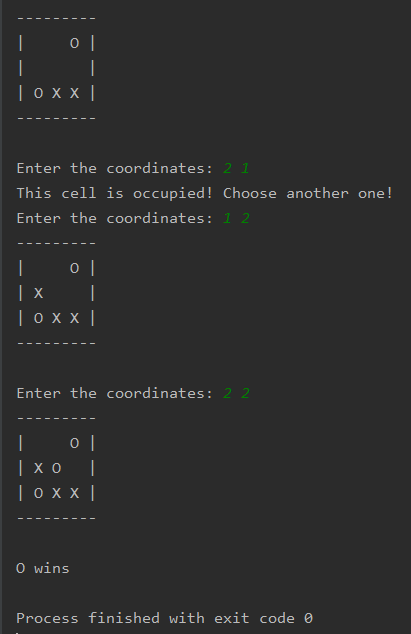 ---------
|     O |
|       |
| O X X |
---------
Enter the coordinates: 2 1
This cell is occupied! Choose another one!
Enter the coordinates: 1 2
---------
|     O |
| X     |
| O X X |
---------
Enter the coordinates: 2 2
---------
|     O |
| X O   |
| O X X |
---------
O wins
Process finished with exit code 0